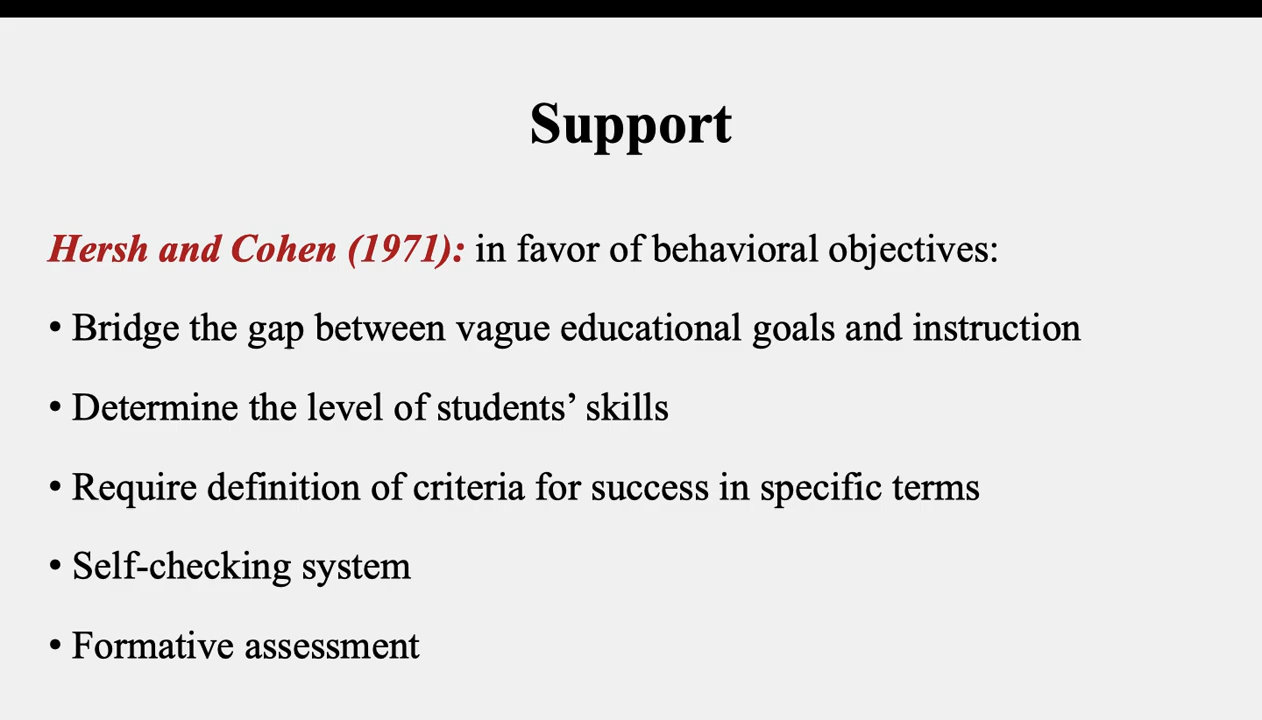 Support
Hersh and Cohen (1971): in favor of behavioral objectives:
• Bridge the gap between vague educational goals and instruction
• Determine the level of students’ skills
• Require definition of criteria for success in specific terms
• Self-checking system
• Formative assessment